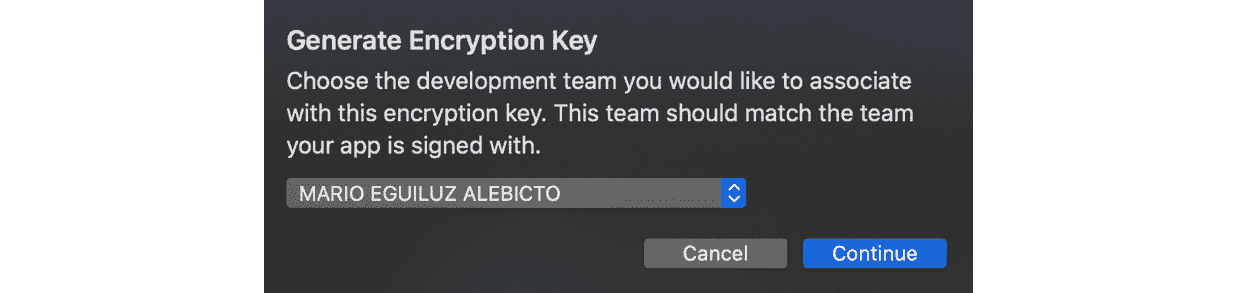 Generate Encryption Key
Choose the development team you would like to associate
with this encryption key. This team should match the team
your app is signed with.
MARIO EGUILUZ ALEBICTO
Cancel
Continue